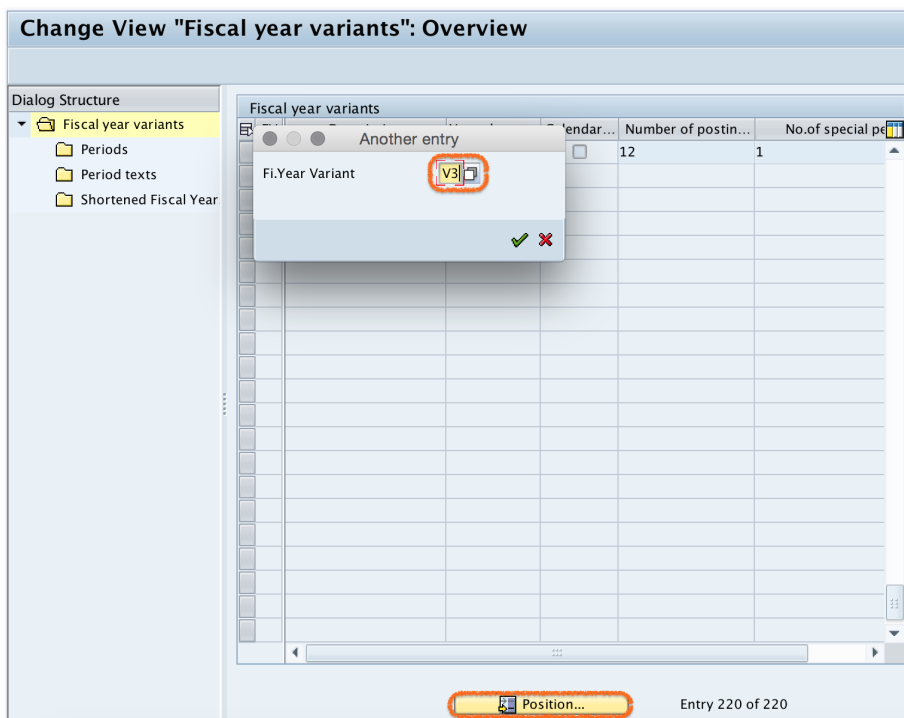 Change View "Fiscal year variants": Overview
Dialog Structure
Fiscal year variants
Periods
Period texts
Shortened Fiscal Year
Fiscal year variants
Number of postin... No.of special pe
12 1
Another entry
Fi.Year Variant V3
Position... Entry 220 of 220